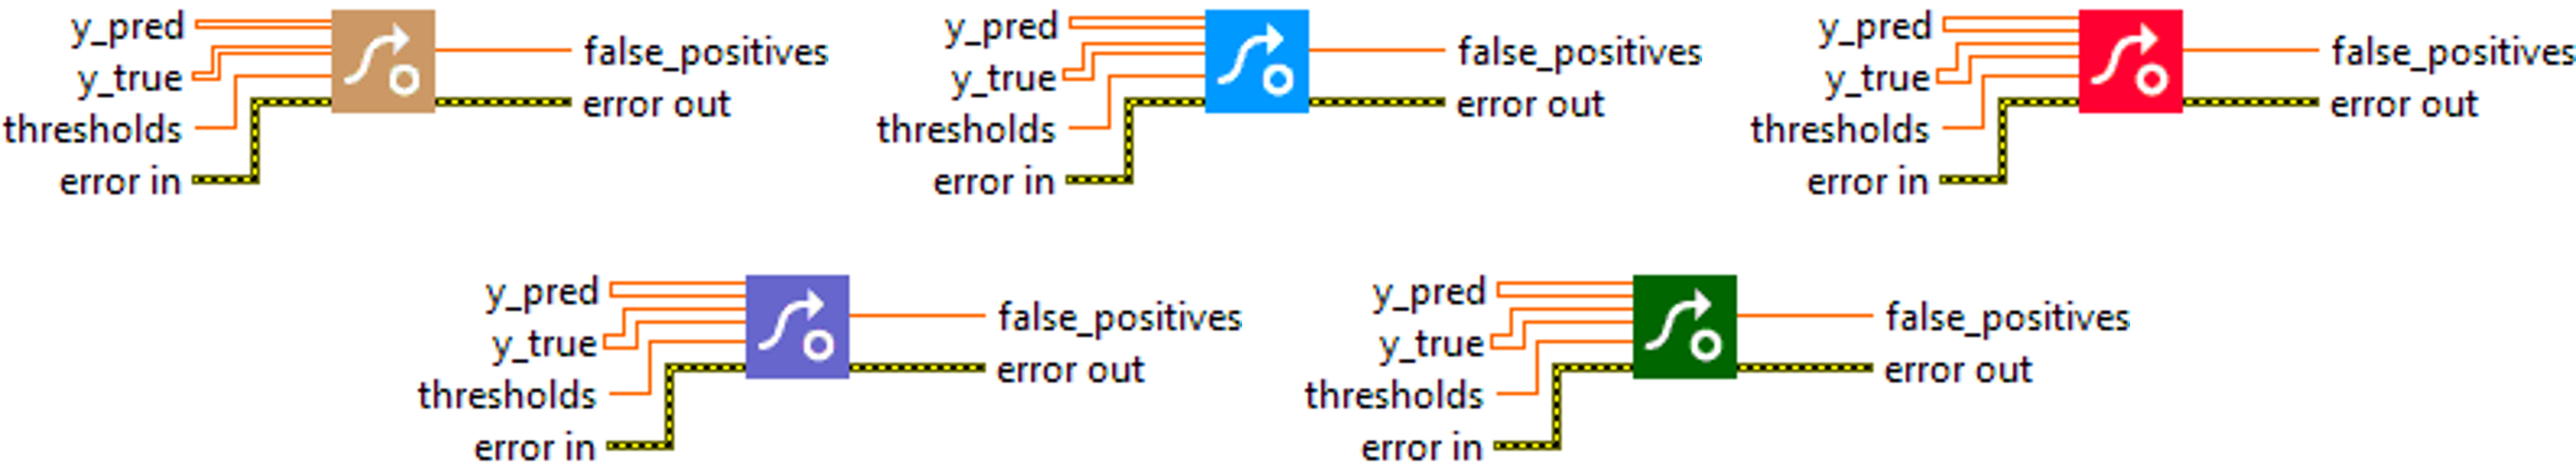 y_pred
y_true
thresholds
error in
false_positives
error out
y_pred
y_true
thresholds
error in
false_positives
error out
y_pred
y_true
thresholds
error in
false_positives
error out
y_pred
y_true
thresholds
error in
false_positives
error out
y_pred
y_true
thresholds
error in
false_positives
error out